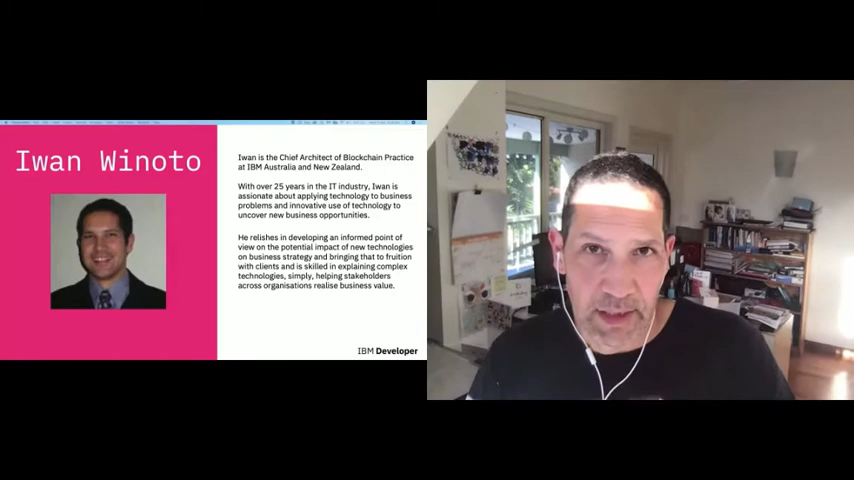 Iwan Winoto
Iwan is the Chief Architect of Blockchain Practice
at IBM Australia and New Zealand.
With over 25 years in the IT industry, Iwan is
assionate about applying technology to business
problems and innovative use of technology to
uncover new business opportunities.
He relishes in developing an informed point of
view on the potential impact of new technologies
on business strategy and bringing that to fruition
with clients and is skilled in explaining complex
technologies, simply, helping stakeholders
across organisations realise business value.
IBM Developer